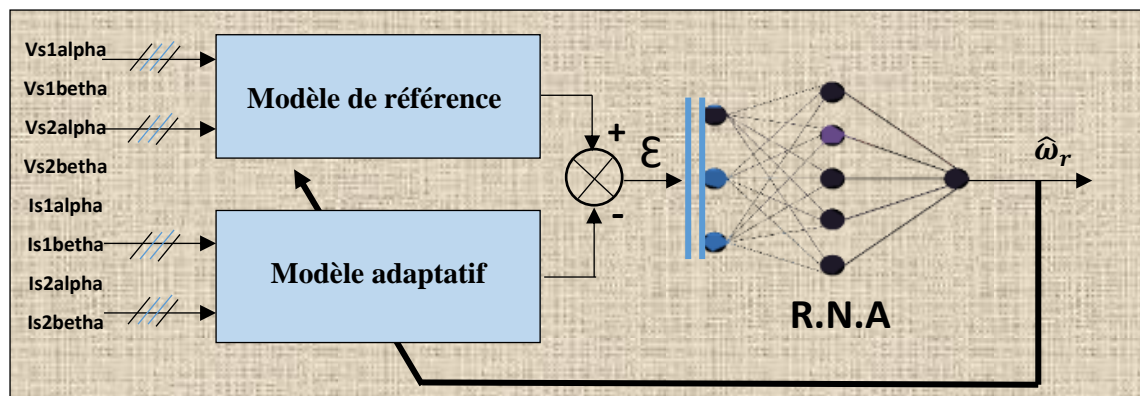 Vs1alpha
Vs1betha
Vs2alpha
Vs2betha
Is1alpha
Is1betha
Is2alpha
Is2betha
Modèle de référence
Modèle adaptatif
+
-
Ɛ
R.N.A
ω̂r